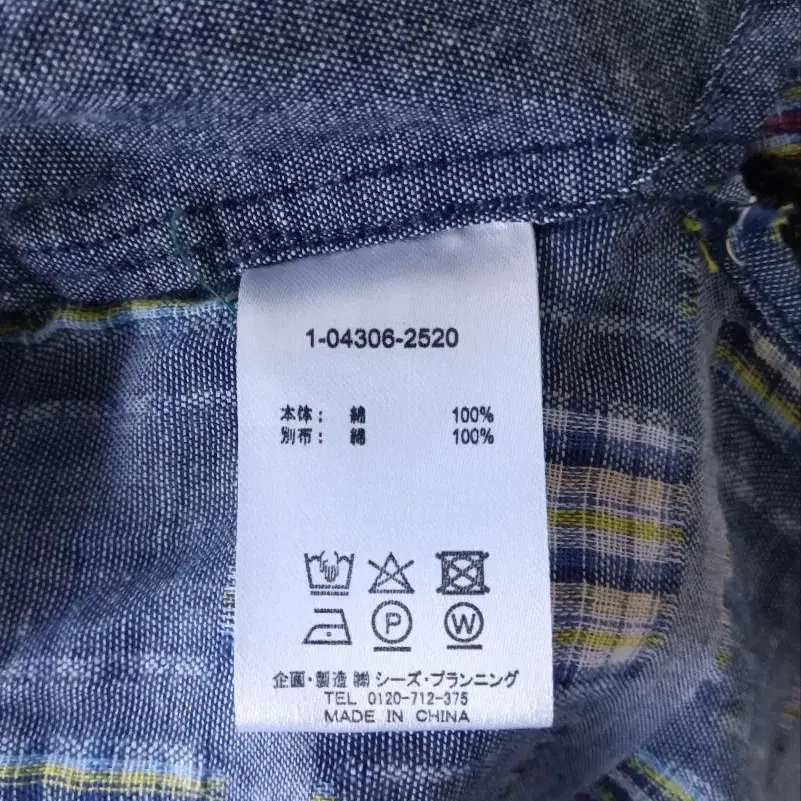 1-04306-2520
本体： 綿 100%
別布： 綿 100%
P W
企画・製造 ㈱ シーズ・プランニング
TEL 0120-712-375
MADE IN CHINA